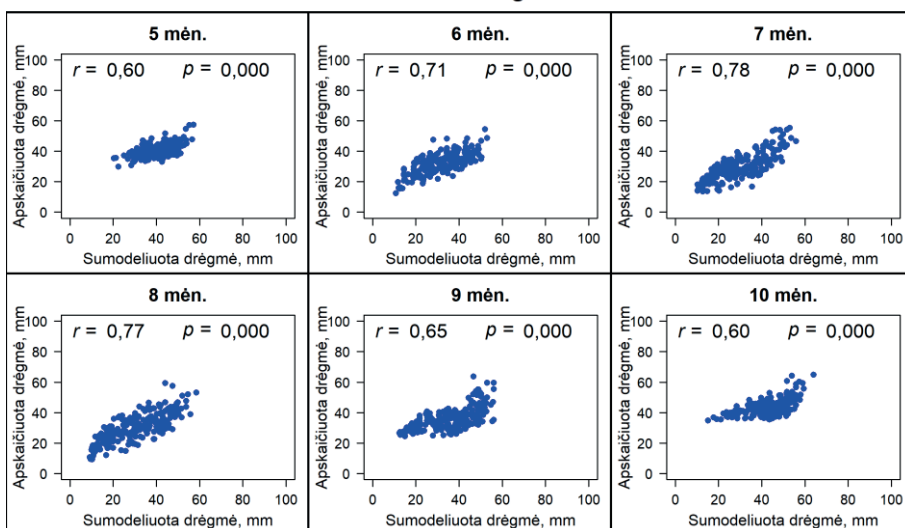 5 mėn.
r = 0,60 p = 0,000
Apskaičiuota drėgmė, mm
100
80
60
40
20
0
0 20 40 60 80 100
Sumodeliuota drėgmė, mm
6 mėn.
r = 0,71 p = 0,000
Apskaičiuota drėgmė, mm
100
80
60
40
20
0
0 20 40 60 80 100
Sumodeliuota drėgmė, mm
7 mėn.
r = 0,78 p = 0,000
Apskaičiuota drėgmė, mm
100
80
60
40
20
0
0 20 40 60 80 100
Sumodeliuota drėgmė, mm
8 mėn.
r = 0,77 p = 0,000
Apskaičiuota drėgmė, mm
100
80
60
40
20
0
0 20 40 60 80 100
Sumodeliuota drėgmė, mm
9 mėn.
r = 0,65 p = 0,000
Apskaičiuota drėgmė, mm
100
80
60
40
20
0
0 20 40 60 80 100
Sumodeliuota drėgmė, mm
10 mėn.
r = 0,60 p = 0,000
Apskaičiuota drėgmė, mm
100
80
60
40
20
0
0 20 40 60 80 100
Sumodeliuota drėgmė, mm